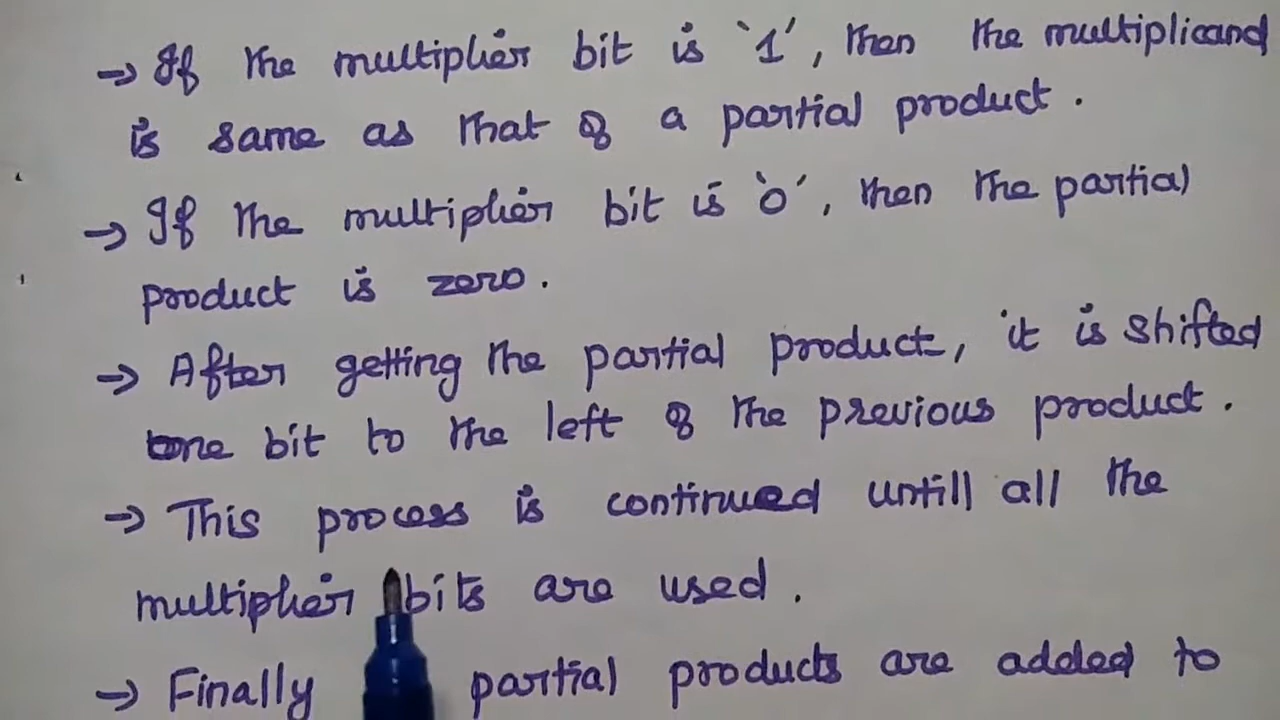 → If the multiplier bit is '1', then the multiplicand
is same as that of a partial product.
→ If the multiplier bit is '0', then the partial
product is zero.
→ After getting the partial product, it is shifted
one bit to the left of the previous product.
→ This process is continued untill all the
multiplier bits are used.
→ Finally partial products are added to